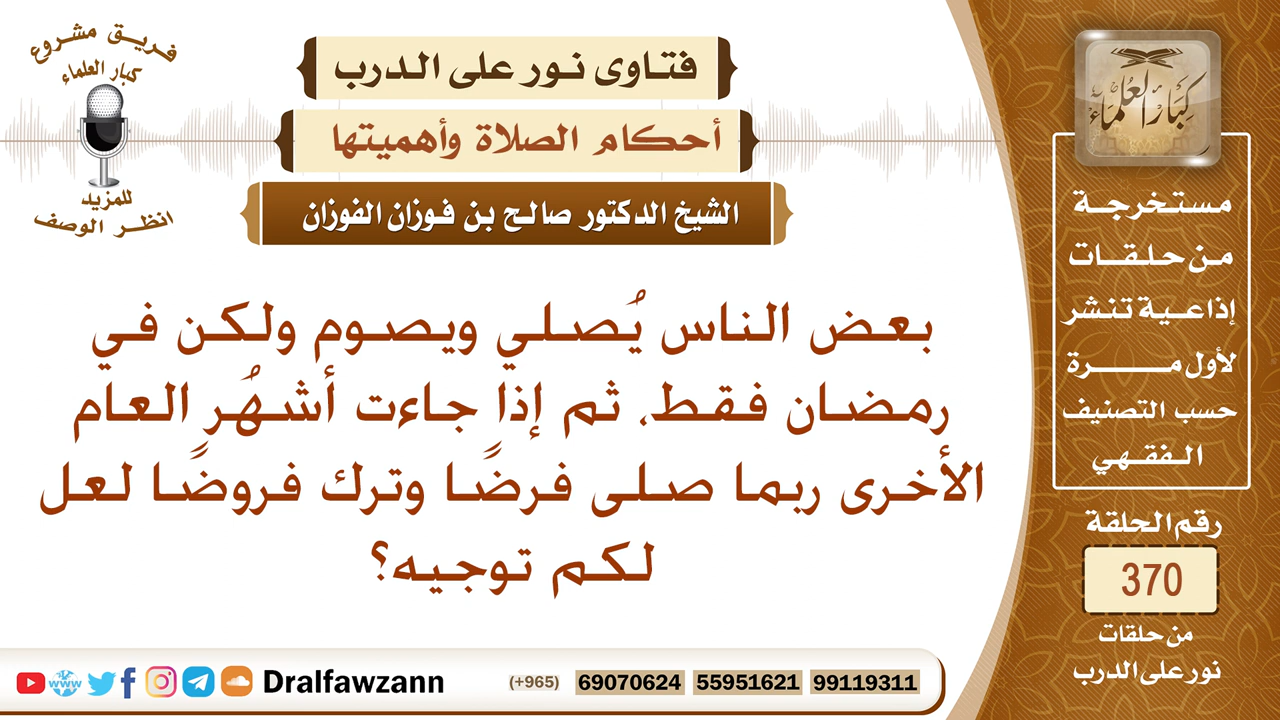 فريق مشروع
كبار العلماء
للمزيد
انظر الوصف
فتاوى نور على الدرب
أحكام الصلاة وأهميتها
الشيخ الدكتور صالح بن فوزان الفوزان
بعض الناس يُصلي ويصوم ولكن في
رمضان فقط، ثم إذا جاءت أشهُر العام
الأخرى ربما صلى فرضًا وترك فروضًا لعل
لكم توجيه؟
كبار العلماء
مستخرجة
من حلقات
إذاعية تنشر
لأول مرة
حسب التصنيف
الفقهي
رقم الحلقة
370
من حلقات
نور على الدرب
www
Dralfawzann
(+965) 69070624 55951621 99119311